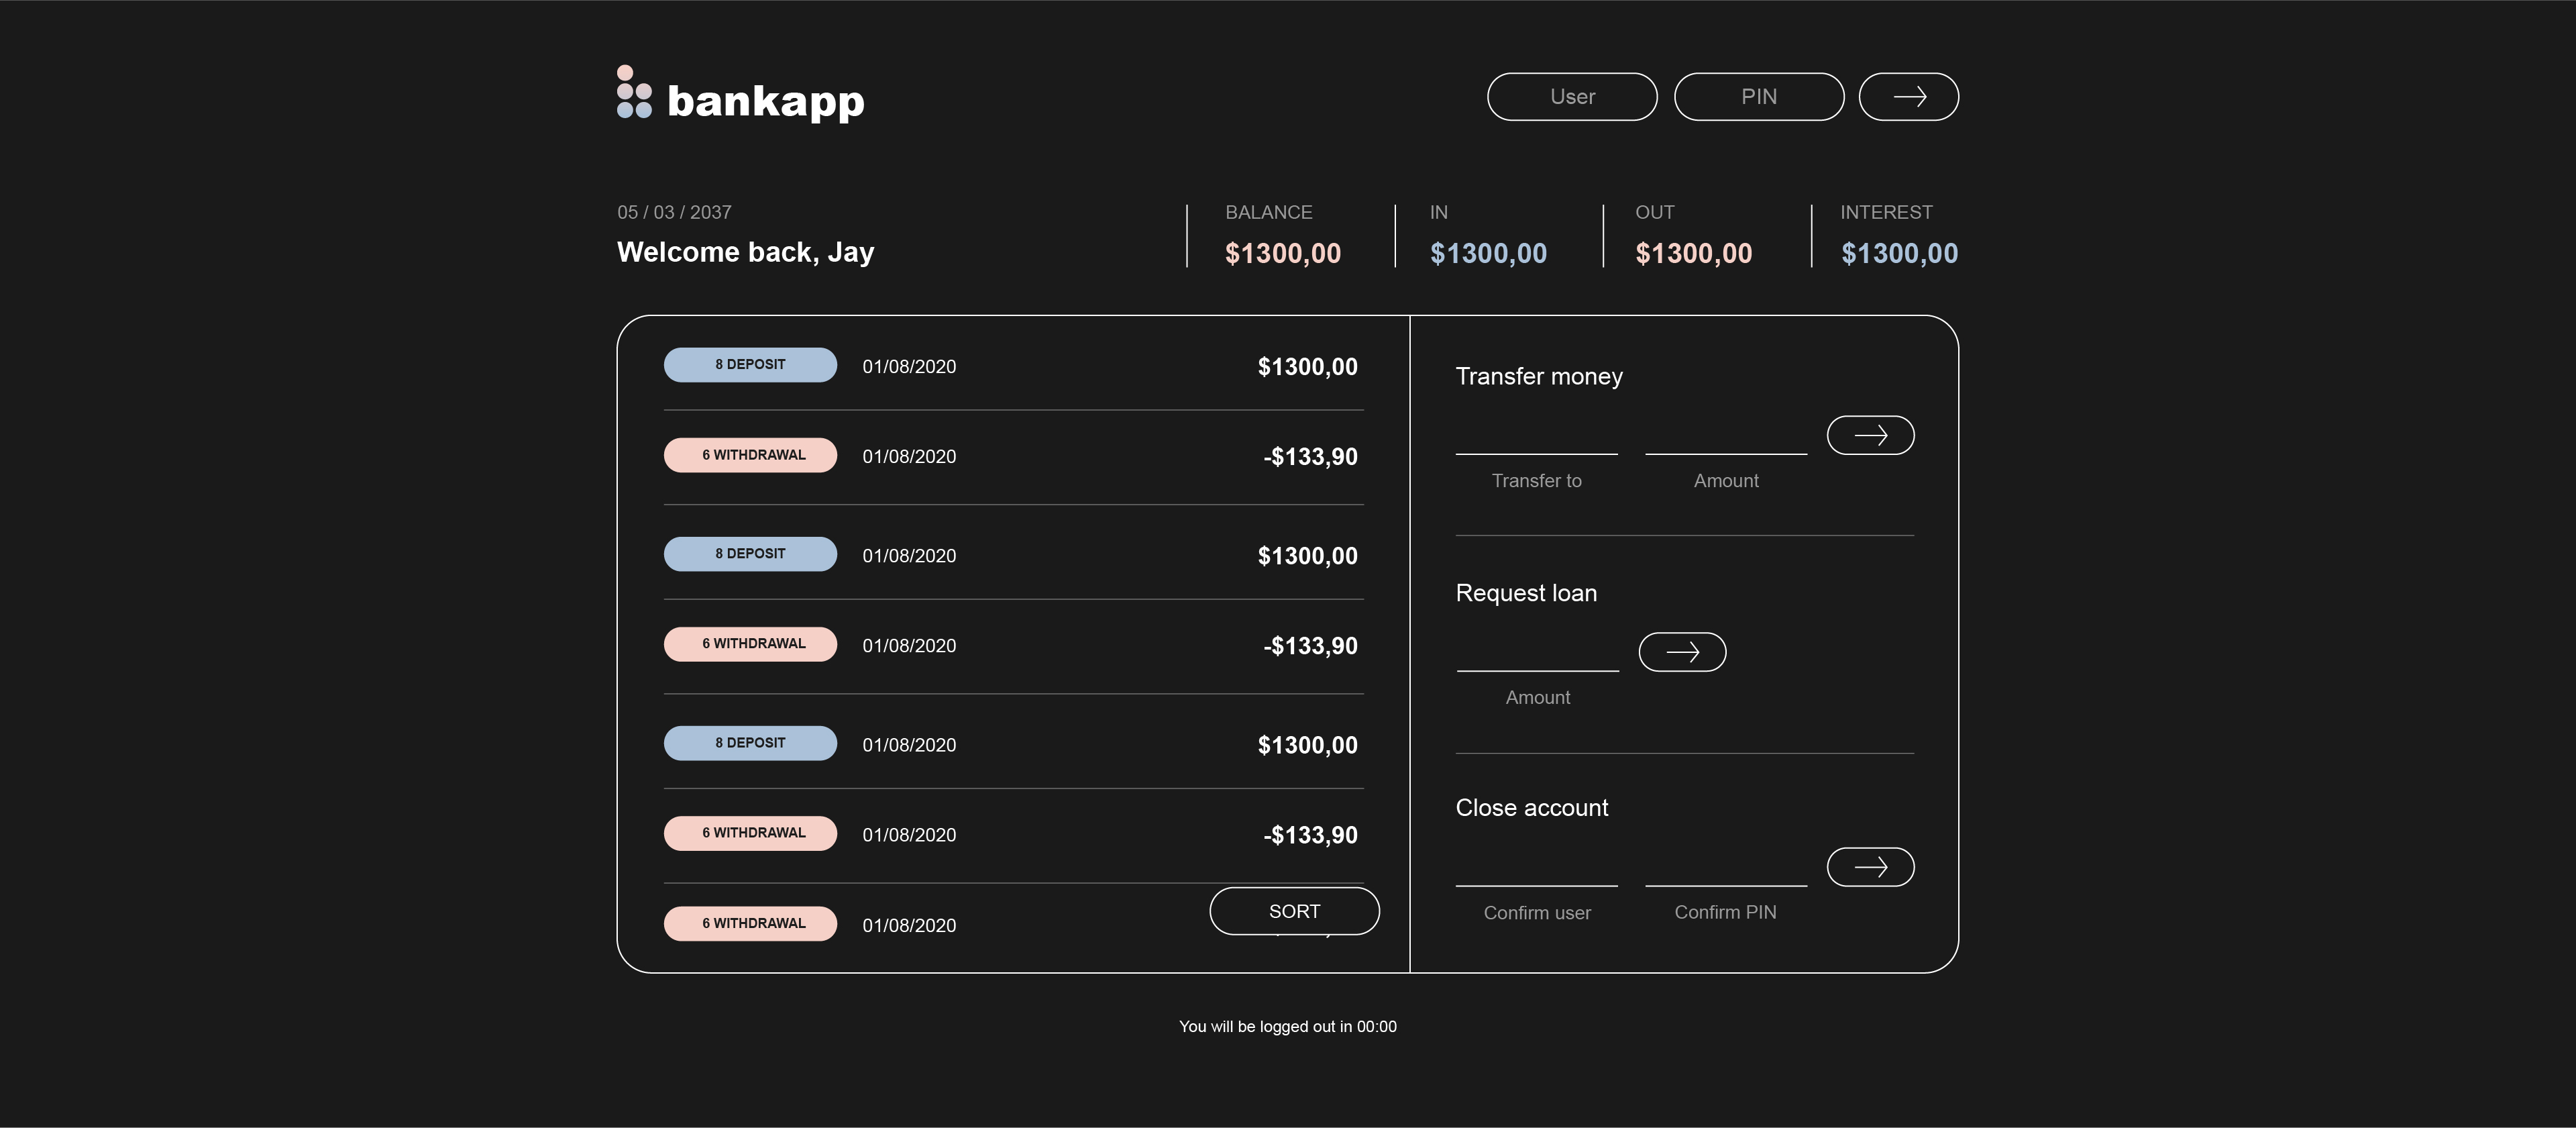 bankapp
User
PIN
05 / 03 / 2037
Welcome back, Jay
BALANCE
$1300,00
IN
$1300,00
OUT
$1300,00
INTEREST
$1300,00
8 DEPOSIT 01/08/2020 $1300,00
6 WITHDRAWAL 01/08/2020 -$133,90
8 DEPOSIT 01/08/2020 $1300,00
6 WITHDRAWAL 01/08/2020 -$133,90
8 DEPOSIT 01/08/2020 $1300,00
6 WITHDRAWAL 01/08/2020 -$133,90
6 WITHDRAWAL 01/08/2020
SORT
Transfer money
Transfer to
Amount
Request loan
Amount
Close account
Confirm user
Confirm PIN
You will be logged out in 00:00